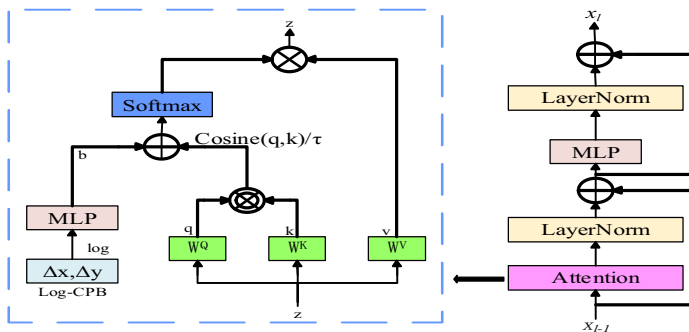 z
Softmax
Cosine(q,k)/τ
b
MLP
q
k
v
log
W^Q
W^K
W^V
Δx,Δy
Log-CPB
z
x_l
LayerNorm
MLP
LayerNorm
Attention
x_{l-1}